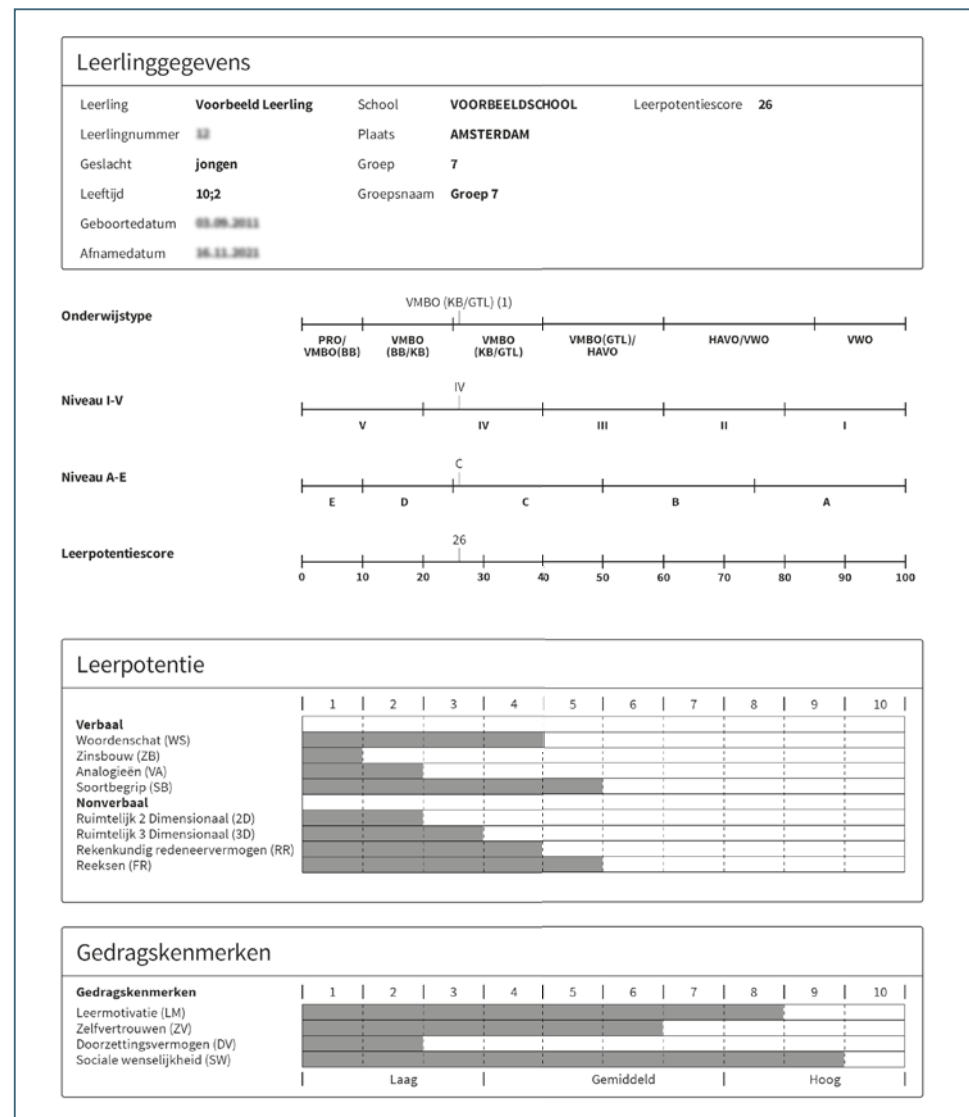 Leerlinggegevens
Leerling Voorbeeld Leerling School VOORBEELDSCHOOL Leerpotentiescore 26
Leerlingnummer Plaats AMSTERDAM
Geslacht jongen Groep 7
Leeftijd 10;2 Groepsnaam Groep 7
Geboortedatum
Afnamedatum
VMBO (KB/GTL) (1)
Onderwijstype
PRO/ VMBO VMBO VMBO(GTL)/ HAVO/VWO VWO
VMBO(BB) (BB/KB) (KB/GTL) HAVO
IV
Niveau I-V
V IV III II I
C
Niveau A-E
E D C B A
26
Leerpotentiescore
0 10 20 30 40 50 60 70 80 90 100
Leerpotentie
1 2 3 4 5 6 7 8 9 10
Verbaal
Woordenschat (WS)
Zinsbouw (ZB)
Analogieën (VA)
Soortbegrip (SB)
Nonverbaal
Ruimtelijk 2 Dimensionaal (2D)
Ruimtelijk 3 Dimensionaal (3D)
Rekenkundig redeneervermogen (RR)
Reeksen (FR)
Gedragskenmerken
Gedragskenmerken 1 2 3 4 5 6 7 8 9 10
Leermotivatie (LM)
Zelfvertrouwen (ZV)
Doorzettingsvermogen (DV)
Sociale wenselijkheid (SW)
Laag Gemiddeld Hoog